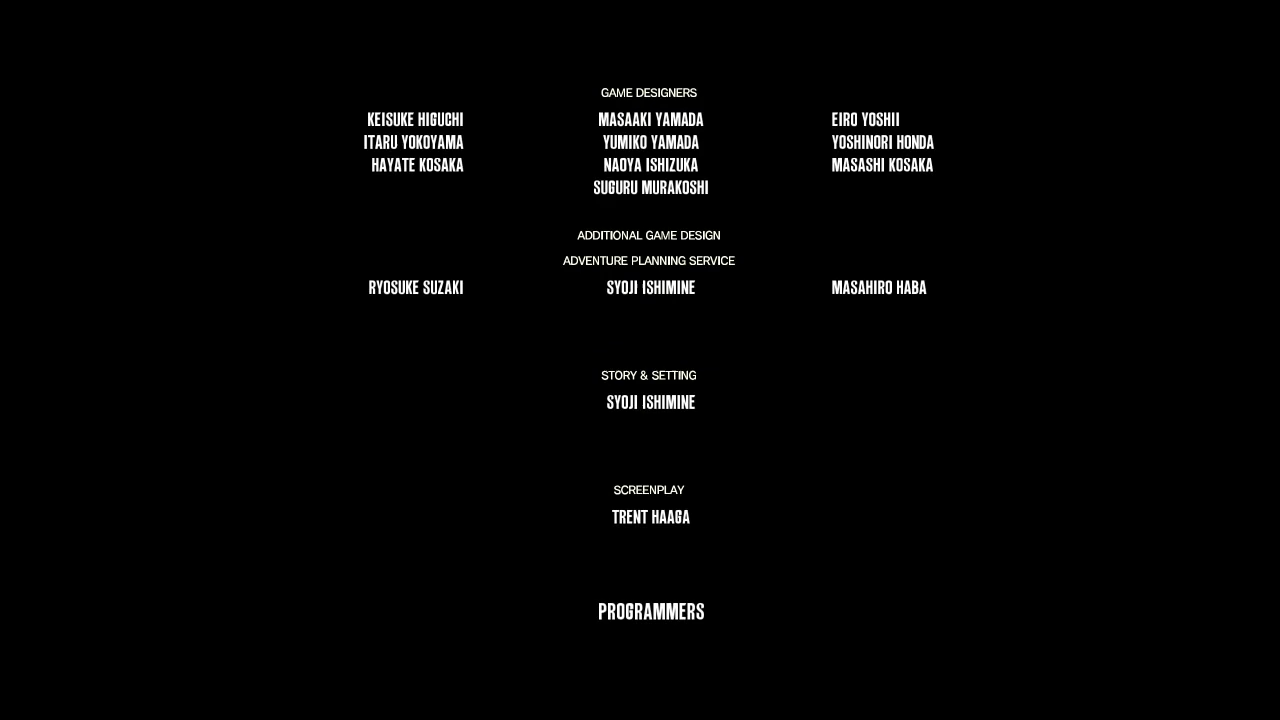 GAME DESIGNERS
KEISUKE HIGUCHI MASAAKI YAMADA EIRO YOSHII
ITARU YOKOYAMA YUMIKO YAMADA YOSHINORI HONDA
HAYATE KOSAKA NAOYA ISHIZUKA MASASHI KOSAKA
SUGURU MURAKOSHI
ADDITIONAL GAME DESIGN
ADVENTURE PLANNING SERVICE
RYOSUKE SUZAKI SYOJI ISHIMINE MASAHIRO HABA
STORY & SETTING
SYOJI ISHIMINE
SCREENPLAY
TRENT HAAGA
PROGRAMMERS